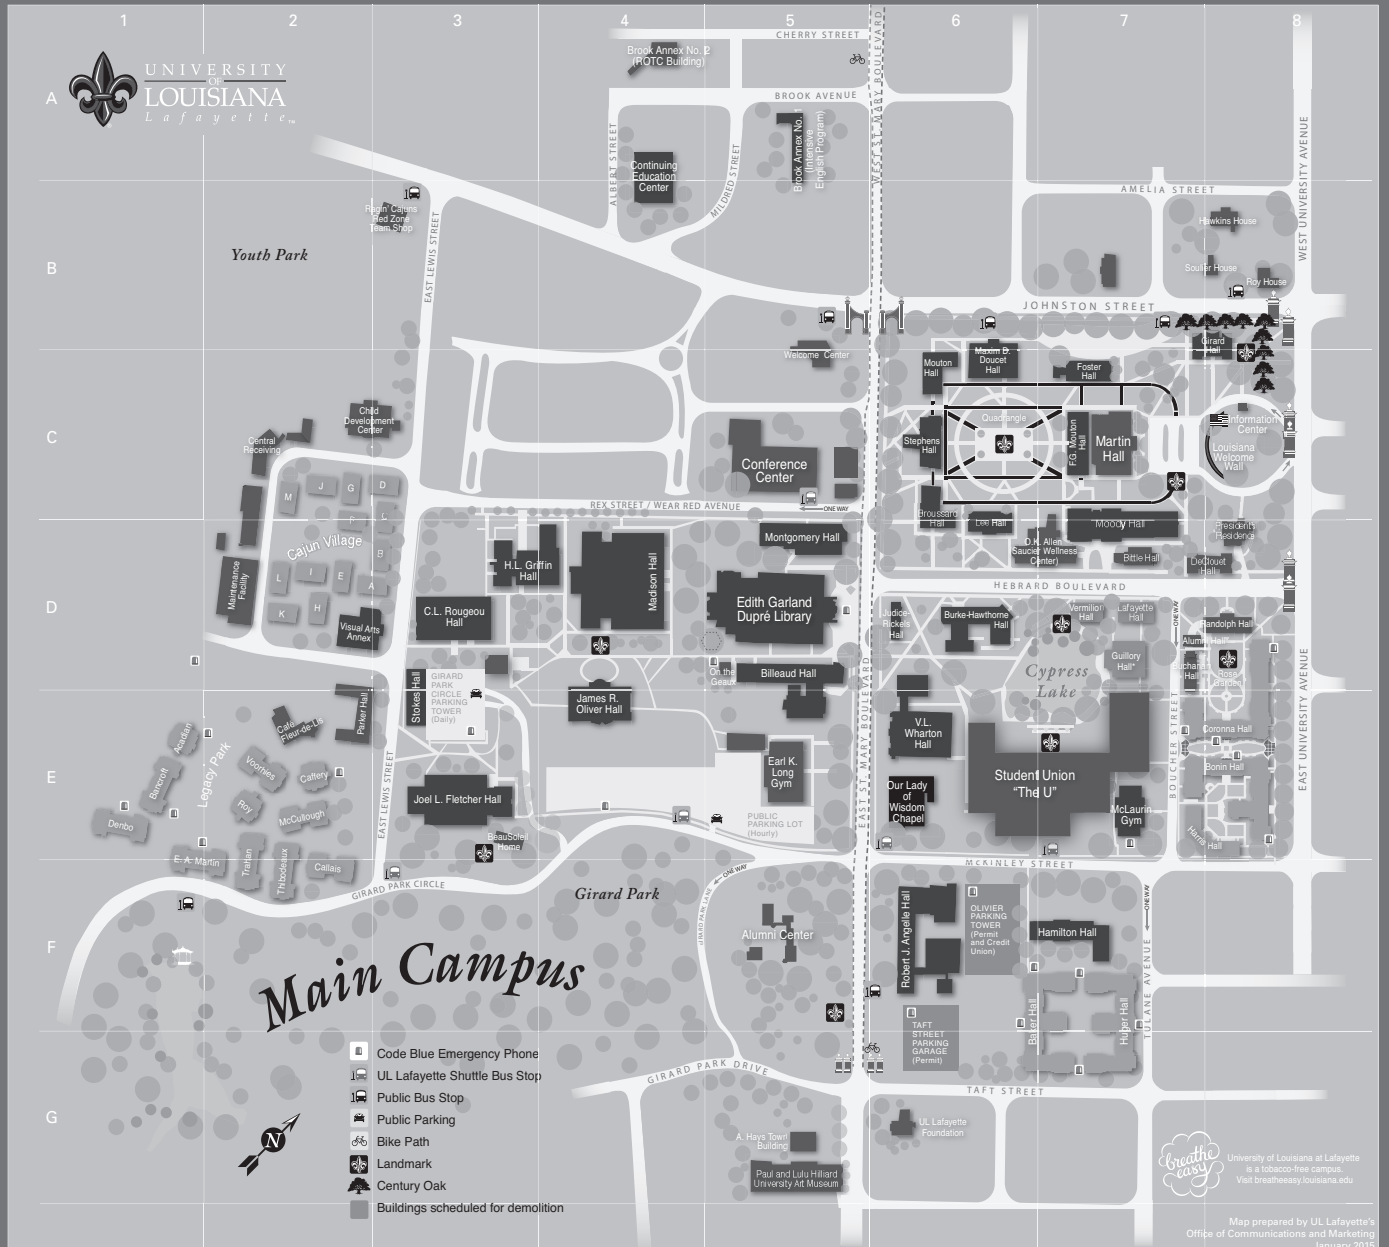 1 2 3 4 5 6 7 8
A
B
C
D
E
F
G
UNIVERSITY
OF
LOUISIANA
Lafayette™
CHERRY STREET
Brook Annex No. 2
(ROTC Building)
BROOK AVENUE
Brook Annex No. 1
(Intensive
English Program)
ALBERT STREET
MILDRED STREET
Continuing
Education
Center
WEST ST. MARY BOULEVARD
WEST UNIVERSITY AVENUE
AMELIA STREET
Hawkins House
Soulier House
Roy House
JOHNSTON STREET
Ragin' Cajuns
Red Zone
Team Shop
Youth Park
EAST LEWIS STREET
Welcome Center
Mouton
Hall
Maxim D.
Doucet
Hall
Foster
Hall
Girard
Hall
Quadrangle
Stephens
Hall
F.G. Mouton
Hall
Martin
Hall
Information
Center
Louisiana
Welcome
Wall
Child
Development
Center
Central
Receiving
Conference
Center
REX STREET / WEAR RED AVENUE
ONE WAY
Broussard
Hall
Lee Hall
O.K. Allen
Saucier Wellness
Center)
Moody Hall
Bittle Hall
President's
Residence
DeClouet
Hall
HEBRARD BOULEVARD
M
J
G
D
F
L
Cajun Village
B
L
I
E
A
K
H
Maintenance
Facility
Visual Arts
Annex
H.L. Griffin
Hall
Madison Hall
Montgomery Hall
Edith Garland
Dupré Library
C.L. Rougeou
Hall
Judice-
Rickels
Hall
Burke-Hawthorne
Hall
Vermilion
Hall
Lafayette
Hall
Guillory
Hall*
Cypress
Lake
ONE WAY
Randolph Hall
Alumni Hall*
Buchanan
Hall
Rose
Garden
On the
Geaux
Billeaud Hall
Stokes Hall
GIRARD
PARK
CIRCLE
PARKING
TOWER
(Daily)
James R.
Oliver Hall
Parker Hall
Café
Fleur-de-Lis
EAST ST. MARY BOULEVARD
V.L.
Wharton
Hall
Student Union
"The U"
BOUCHER STREET
Coronna Hall
Bonin Hall
Harris Hall
EAST UNIVERSITY AVENUE
Acadian
Bancroft
Legacy Park
Voorhies
Caffery
Roy
McCullough
Denbo
E. A. Martin
Trahan
Thibodeaux
Callais
EAST LEWIS STREET
Joel L. Fletcher Hall
BeauSoleil
Home
Earl K.
Long
Gym
PUBLIC
PARKING LOT
(Hourly)
Our Lady
of
Wisdom
Chapel
McLaurin
Gym
McKINLEY STREET
GIRARD PARK CIRCLE
Girard Park
ONE WAY
GIRARD PARK LANE
Alumni Center
Robert J. Angelle Hall
OLIVIER
PARKING
TOWER
(Permit
and Credit
Union)
Hamilton Hall
ONE WAY
TULANE AVENUE
Baker Hall
Huger Hall
TAFT
STREET
PARKING
GARAGE
(Permit)
Main Campus
GIRARD PARK DRIVE
TAFT STREET
Code Blue Emergency Phone
UL Lafayette Shuttle Bus Stop
Public Bus Stop
Public Parking
Bike Path
Landmark
Century Oak
Buildings scheduled for demolition
N
A. Hays Town
Building
Paul and Lulu Hilliard
University Art Museum
UL Lafayette
Foundation
breathe
easy
University of Louisiana at Lafayette
is a tobacco-free campus.
Visit breatheeasy.louisiana.edu
Map prepared by UL Lafayette's
Office of Communications and Marketing
January 2015